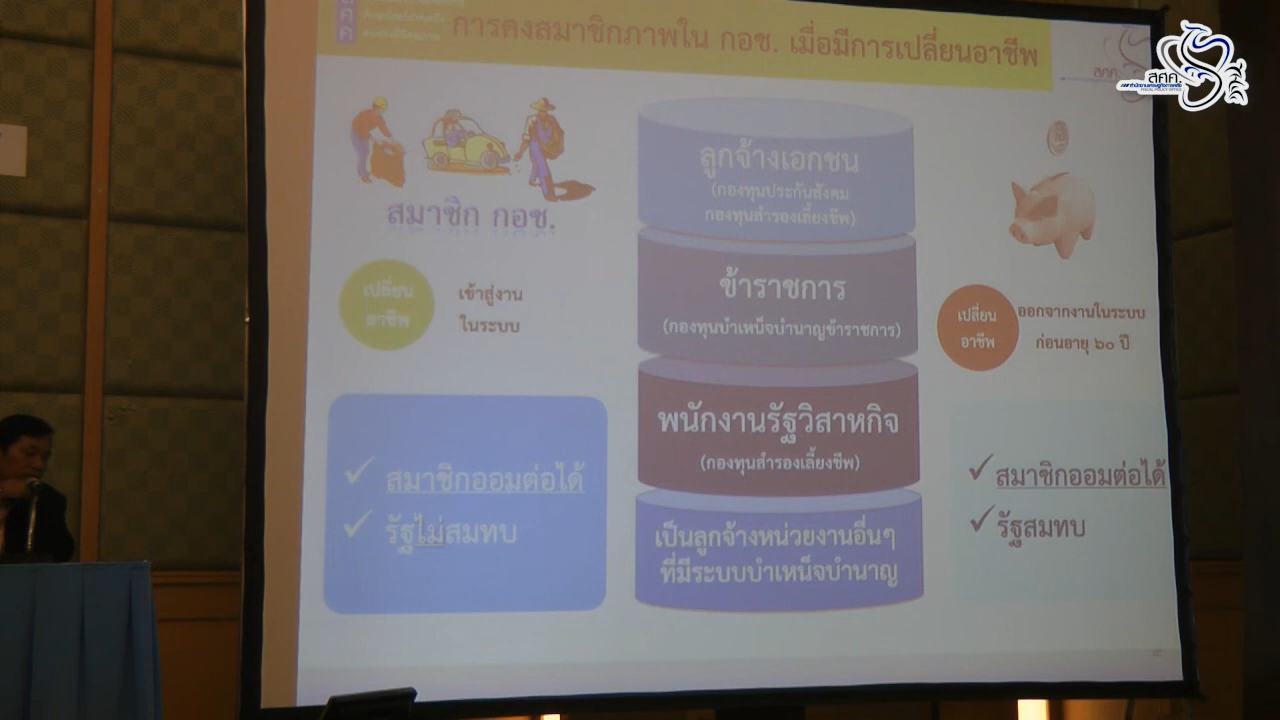 การคงสมาชิกภาพใน กอช. เมื่อมีการเปลี่ยนอาชีพ
สศค.
FISCAL POLICY OFFICE
สมาชิก กอช.
เปลี่ยน
อาชีพ
เข้าสู่งาน
ในระบบ
✓ สมาชิกออมต่อได้
✓ รัฐไม่สมทบ
ลูกจ้างเอกชน
(กองทุนประกันสังคม
กองทุนสำรองเลี้ยงชีพ)
ข้าราชการ
(กองทุนบำเหน็จบำนาญข้าราชการ)
พนักงานรัฐวิสาหกิจ
(กองทุนสำรองเลี้ยงชีพ)
เป็นลูกจ้างหน่วยงานอื่นๆ
ที่มีระบบบำเหน็จบำนาญ
เปลี่ยน
อาชีพ
ออกจากงานในระบบ
ก่อนอายุ ๖๐ ปี
✓ สมาชิกออมต่อได้
✓ รัฐสมทบ